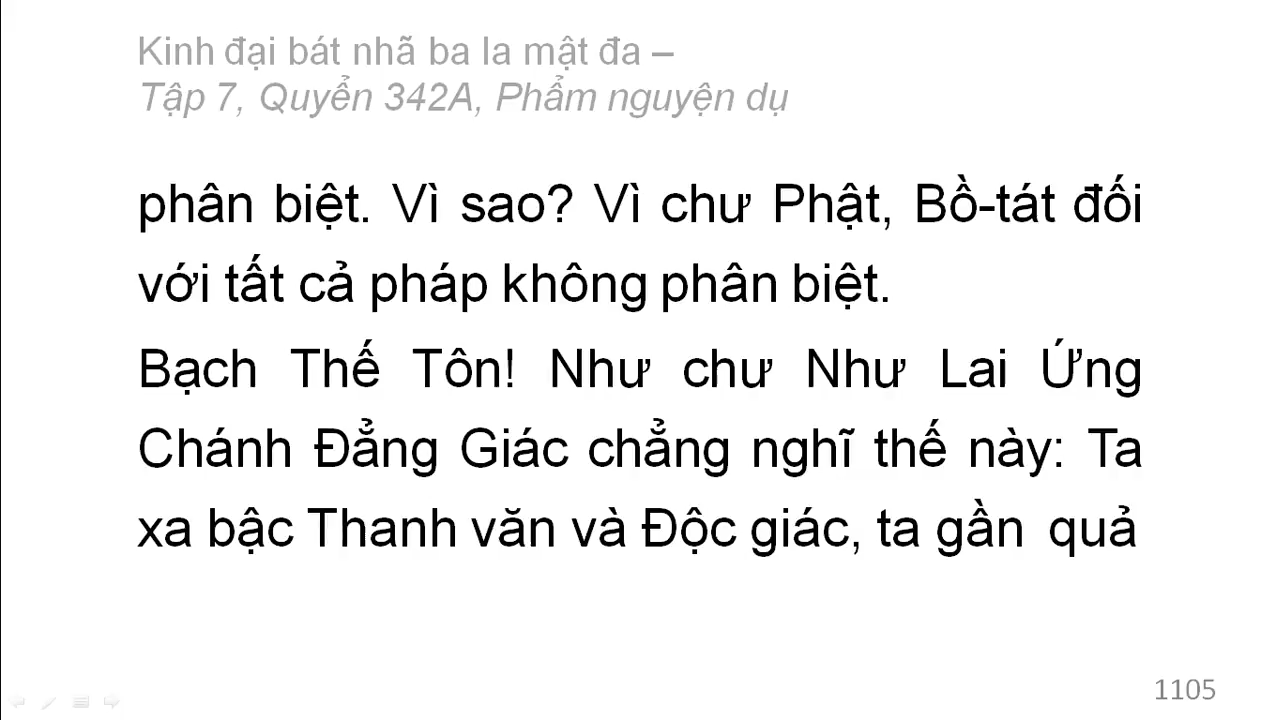 Kinh đại bát nhã ba la mật đa –
Tập 7, Quyển 342A, Phẩm nguyện dụ
phân biệt. Vì sao? Vì chư Phật, Bồ-tát đối
với tất cả pháp không phân biệt.
Bạch Thế Tôn! Như chư Như Lai Ứng
Chánh Đẳng Giác chẳng nghĩ thế này: Ta
xa bậc Thanh văn và Độc giác, ta gần quả
1105